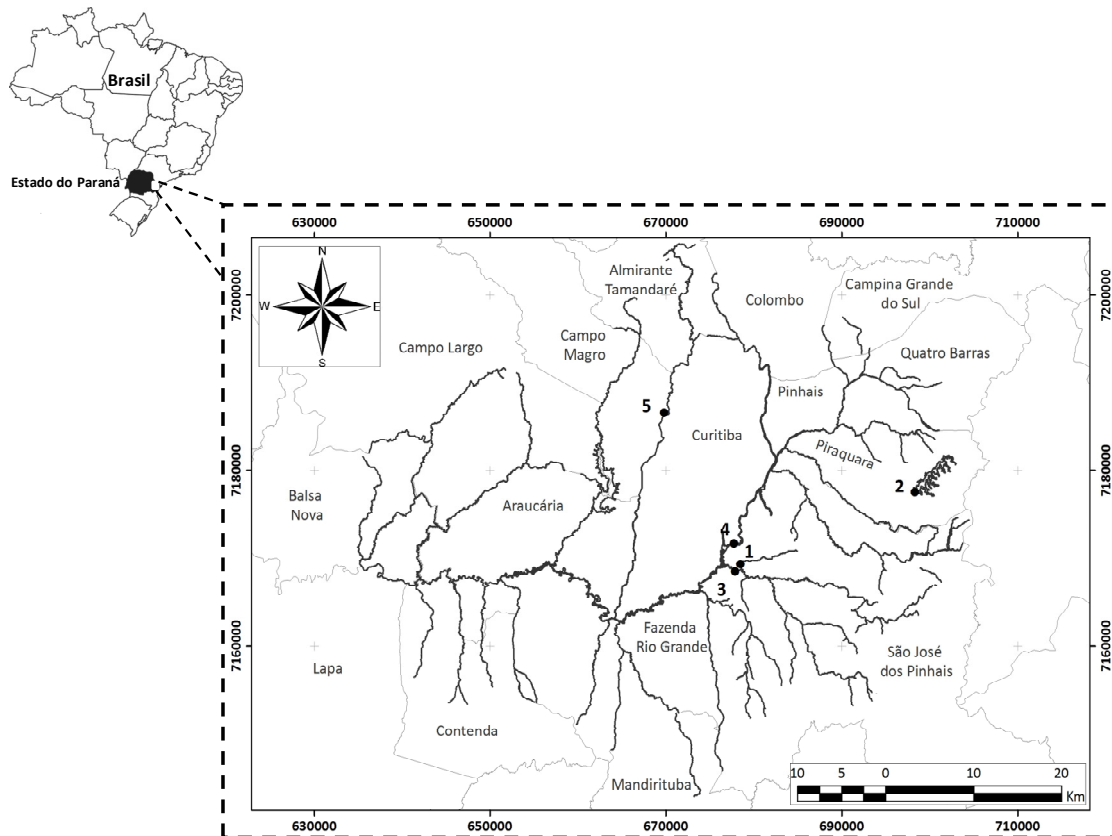 Brasil
Estado do Paraná
630000 650000 670000 690000 710000
7200000
7180000
7160000
7200000
7180000
7160000
N
W E
S
Almirante
Tamandaré
Colombo
Campina Grande
do Sul
Campo
Magro
Campo Largo
Quatro Barras
Pinhais
5
Curitiba
Piraquara
2
Balsa
Nova
Araucária
4
1
3
Fazenda
Rio Grande
São José
dos Pinhais
Lapa
Contenda
Mandirituba
10 5 0 10 20
Km
630000 650000 670000 690000 710000